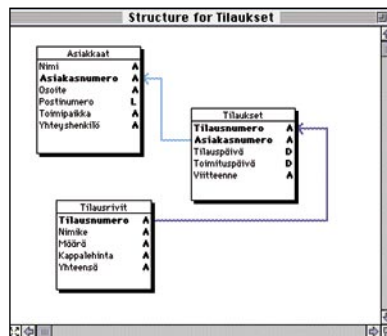 Structure for Tilaukset
Asiakkaat
Nimi A
Asiakasnumero A
Osoite A
Postinumero L
Toimipaikka A
Yhteyshenkilö A
Tilaukset
Tilausnumero A
Asiakasnumero A
Tilauspäivä D
Toimituspäivä D
Viitteenne A
Tilausrivit
Tilausnumero A
Nimike A
Määrä A
Kappalehinta A
Yhteensä A